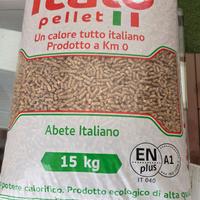 Italo
pellet
Un calore tutto italiano
Prodotto a Km 0
Abete Italiano
15 kg
EN
plus
A1
IT 040
potere calorifico. Prodotto ecologico di alta